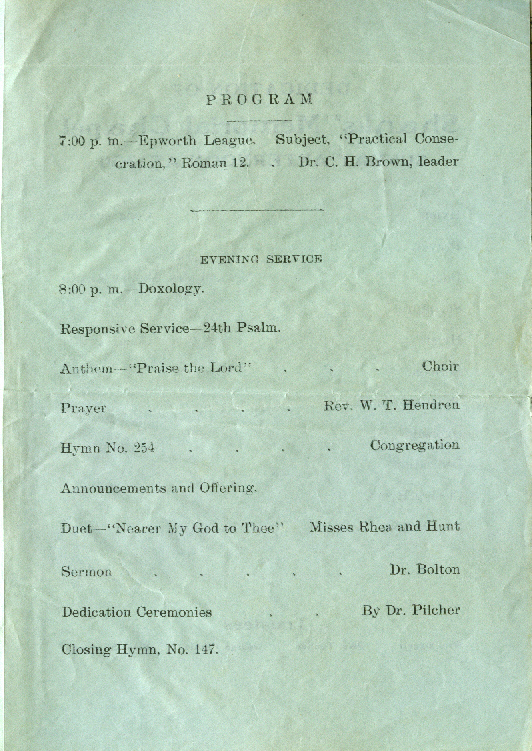 PROGRAM
7:00 p. m.—Epworth League. Subject, "Practical Conse-
cration," Roman 12. . Dr. C. H. Brown, leader
EVENING SERVICE
8:00 p. m.—Doxology.
Responsive Service—24th Psalm.
Anthem—"Praise the Lord" . . . Choir
Prayer . . . . Rev. W. T. Hendren
Hymn No. 254 . . . . Congregation
Announcements and Offering.
Duet—"Nearer My God to Thee" Misses Rhea and Hunt
Sermon . . . . . Dr. Bolton
Dedication Ceremonies . . By Dr. Pilcher
Closing Hymn, No. 147.